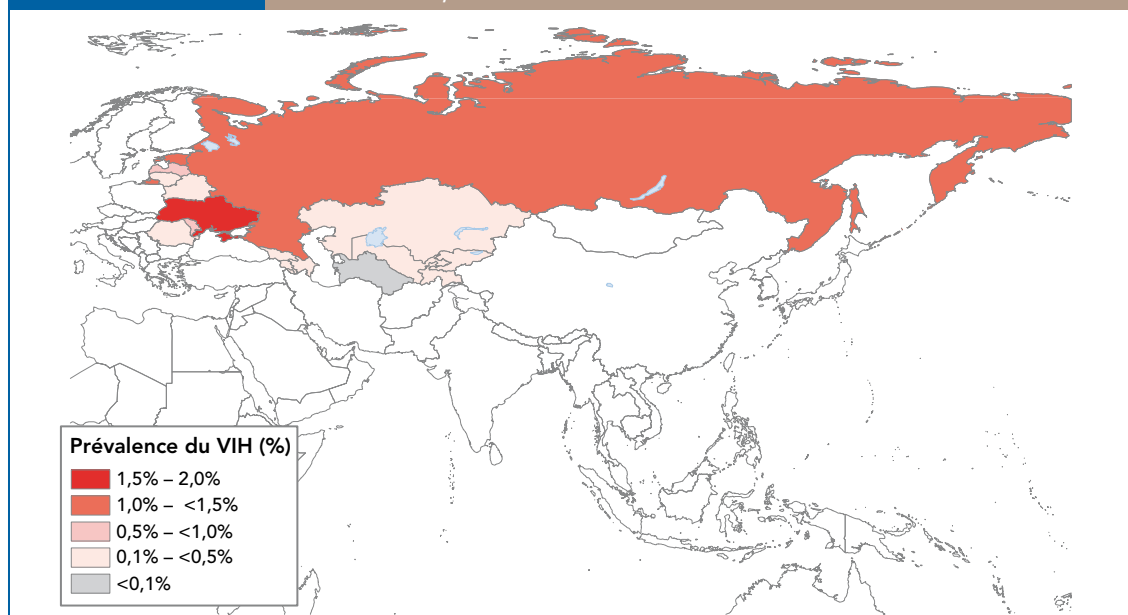 Prévalence du VIH (%)
1,5% – 2,0%
1,0% – <1,5%
0,5% – <1,0%
0,1% – <0,5%
<0,1%